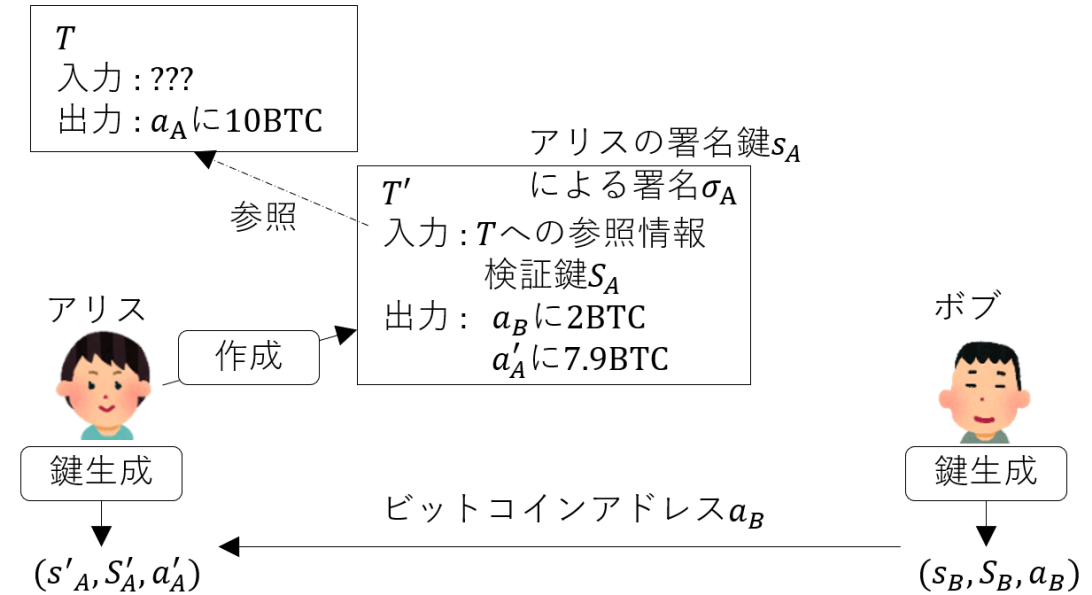 T
入力 : ???
出力 : a_Aに10BTC
アリスの署名鍵s_A
による署名σ_A
T′
入力 : Tへの参照情報
検証鍵S_A
出力 : a_Bに2BTC
a′_Aに7.9BTC
参照
アリス
作成
ボブ
鍵生成
鍵生成
ビットコインアドレスa_B
(s′_A, S′_A, a′_A)
(s_B, S_B, a_B)